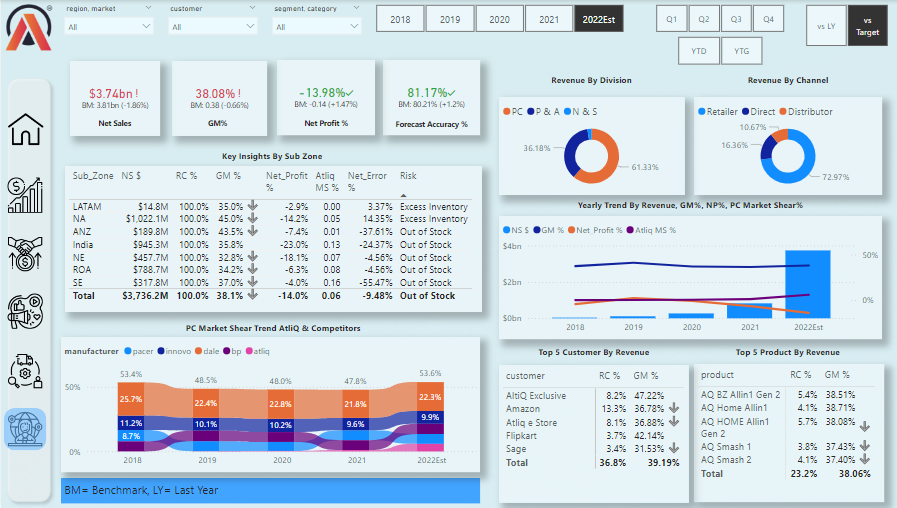 region, market
customer
segment, category
All
All
All
2018
2019
2020
2021
2022Est
Q1
Q2
Q3
Q4
YTD
YTG
vs LY
vs
Target
$3.74bn !
BM: 3.81bn (-1.86%)
Net Sales
38.08% !
BM: 0.38 (-0.66%)
GM%
-13.98%✓
BM: -0.14 (+1.47%)
Net Profit %
81.17%✓
BM: 80.21% (+1.2%)
Forecast Accuracy %
Key Insights By Sub Zone
Sub_Zone NS $ RC % GM % Net_Profit % Atliq MS % Net_Error % Risk
LATAM $14.8M 100.0% 35.0% -2.9% 0.00 3.37% Excess Inventory
NA $1,022.1M 100.0% 45.0% -14.2% 0.05 14.35% Excess Inventory
ANZ $189.8M 100.0% 43.5% -7.4% 0.01 -37.61% Out of Stock
India $945.3M 100.0% 35.8% -23.0% 0.13 -24.37% Out of Stock
NE $457.7M 100.0% 32.8% -18.1% 0.07 -4.56% Out of Stock
ROA $788.7M 100.0% 34.2% -6.3% 0.08 -4.56% Out of Stock
SE $317.8M 100.0% 37.0% -4.0% 0.16 -55.47% Out of Stock
Total $3,736.2M 100.0% 38.1% -14.0% 0.06 -9.48% Out of Stock
Revenue By Division
PC P & A N & S
36.18%
61.33%
Revenue By Channel
Retailer Direct Distributor
10.67%
16.36%
72.97%
Yearly Trend By Revenue, GM%, NP%, PC Market Share%
NS $ GM % Net Profit % Atliq MS %
$4bn
$2bn
$0bn
50%
0%
2018 2019 2020 2021 2022Est
PC Market Shear Trend AtliQ & Competitors
manufacturer pacer innovo dale bp atliq
53.4% 48.5% 48.0% 47.8% 53.6%
50%
0%
25.7% 22.4% 22.8% 21.8% 22.3%
11.2% 10.1% 10.2% 9.6% 9.9%
8.7%
2018 2019 2020 2021 2022Est
Top 5 Customer By Revenue
customer RC % GM %
AltiQ Exclusive 8.2% 47.22%
Amazon 13.3% 36.78%
Atliq e Store 8.1% 36.88%
Flipkart 3.7% 42.14%
Sage 3.4% 31.53%
Total 36.8% 39.19%
Top 5 Product By Revenue
product RC % GM %
AQ BZ Allin1 Gen 2 5.4% 38.51%
AQ Home Allin1 4.1% 38.71%
AQ HOME Allin1 5.7% 38.08%
Gen 2
AQ Smash 1 3.8% 37.43%
AQ Smash 2 4.1% 37.40%
Total 23.2% 38.06%
BM= Benchmark, LY= Last Year